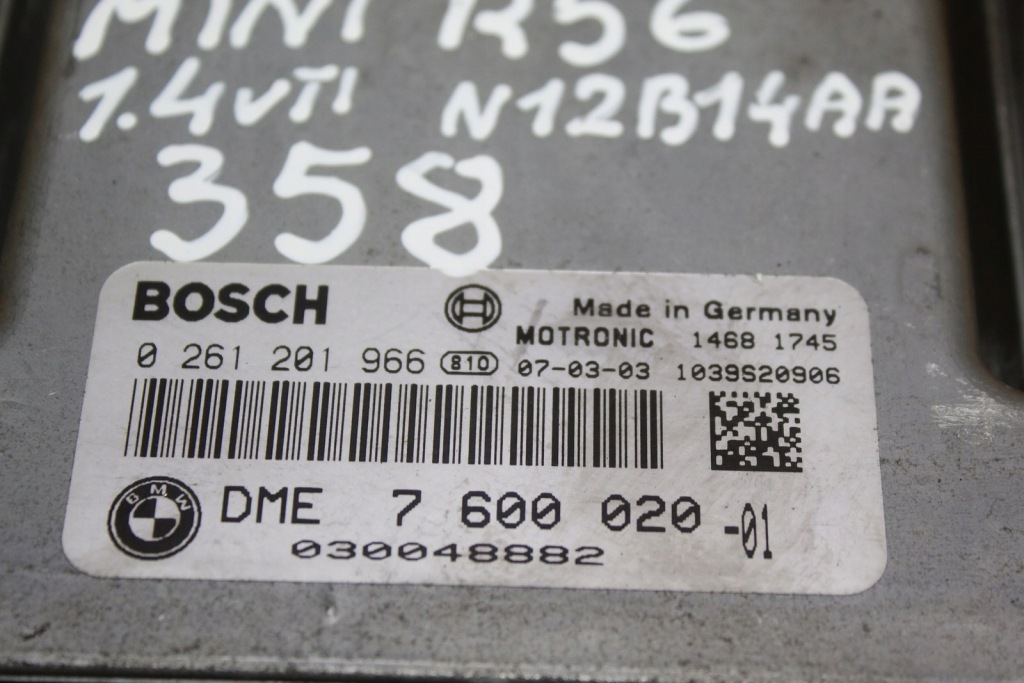 MINI R56
1.4VTI N12B14AA
358
BOSCH Made in Germany
MOTRONIC 1468 1745
0 261 201 966 810 07-03-03 1039S20906
BMW DME 7 600 020 -01
030048882